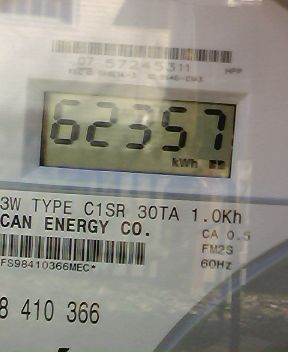 07 57245311
HPP
62357
kWh
3W TYPE C1SR 30TA 1.0Kh
CAN ENERGY CO.
CA 0.5
FM2S
60Hz
FS98410366MEC*
8 410 366